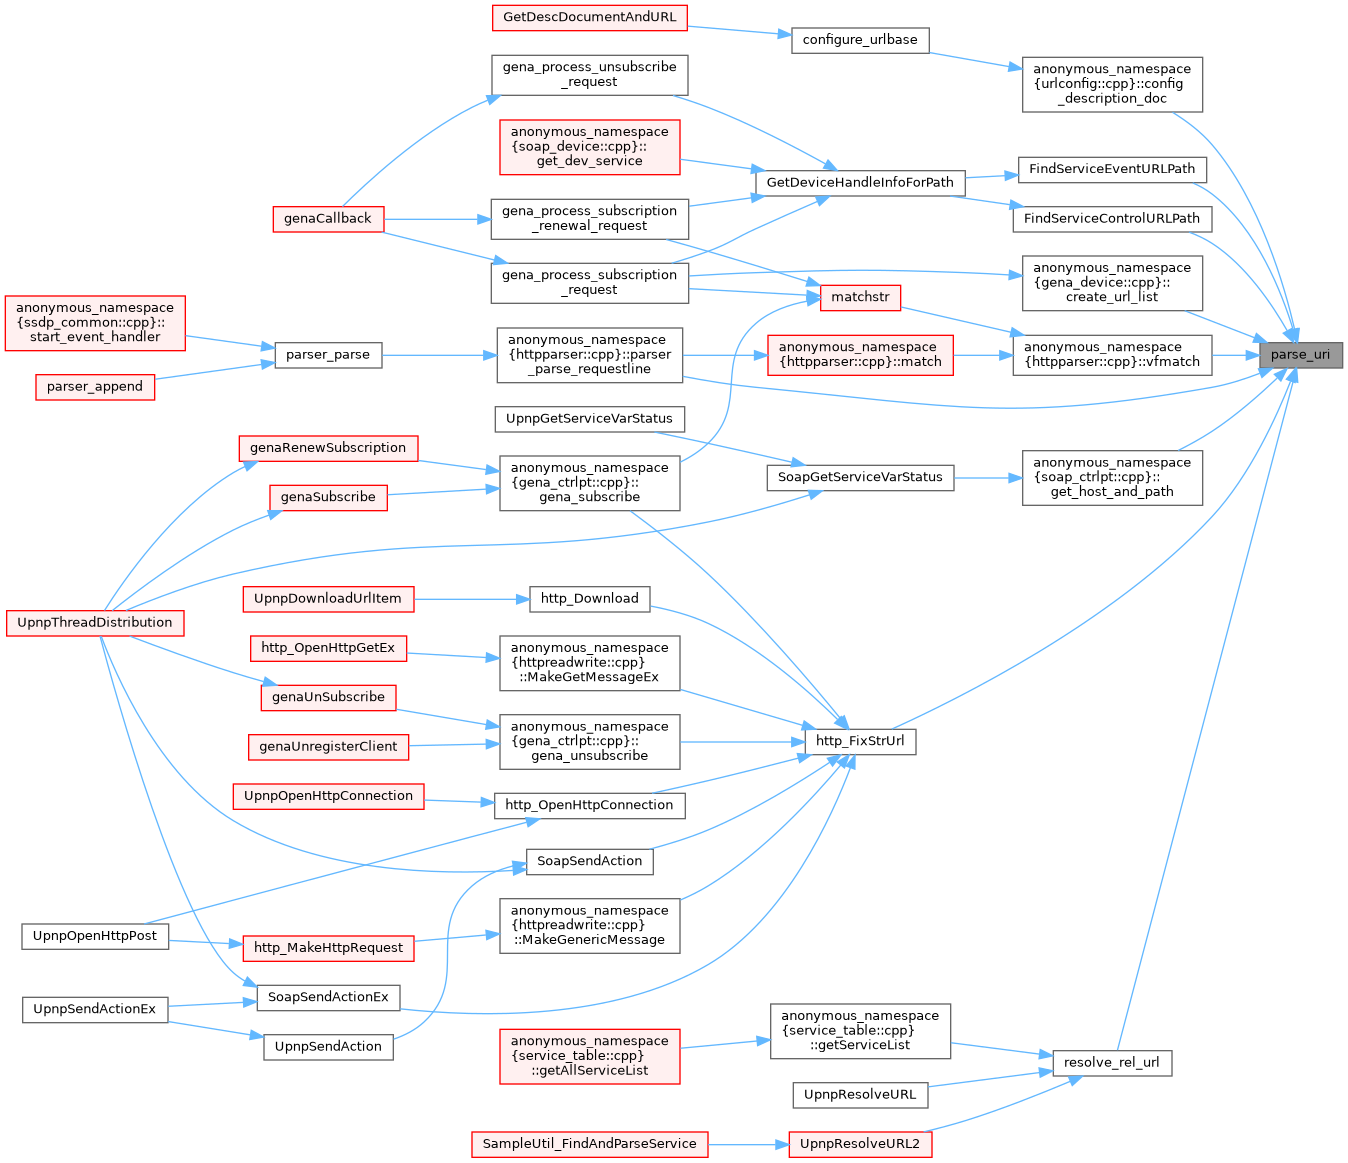 GetDescDocumentAndURL
configure_urlbase
gena_process_unsubscribe
_request
anonymous_namespace
{urlconfig::cpp}::config
_description_doc
anonymous_namespace
{soap_device::cpp}::
get_dev_service
FindServiceEventURLPath
GetDeviceHandleInfoForPath
genaCallback
gena_process_subscription
_renewal_request
FindServiceControlURLPath
gena_process_subscription
_request
anonymous_namespace
{gena_device::cpp}::
create_url_list
matchstr
anonymous_namespace
{ssdp_common::cpp}::
start_event_handler
parser_parse
anonymous_namespace
{httpparser::cpp}::parser
_parse_requestline
anonymous_namespace
{httpparser::cpp}::match
anonymous_namespace
{httpparser::cpp}::vfmatch
parse_uri
parser_append
UpnpGetServiceVarStatus
genaRenewSubscription
anonymous_namespace
{gena_ctrlpt::cpp}::
gena_subscribe
SoapGetServiceVarStatus
anonymous_namespace
{soap_ctrlpt::cpp}::
get_host_and_path
genaSubscribe
UpnpDownloadUrlItem
http_Download
UpnpThreadDistribution
http_OpenHttpGetEx
anonymous_namespace
{httpreadwrite::cpp}
::MakeGetMessageEx
genaUnSubscribe
anonymous_namespace
{gena_ctrlpt::cpp}::
gena_unsubscribe
http_FixStrUrl
genaUnregisterClient
UpnpOpenHttpConnection
http_OpenHttpConnection
SoapSendAction
anonymous_namespace
{httpreadwrite::cpp}
::MakeGenericMessage
UpnpOpenHttpPost
http_MakeHttpRequest
SoapSendActionEx
UpnpSendActionEx
UpnpSendAction
anonymous_namespace
{service_table::cpp}
::getServiceList
anonymous_namespace
{service_table::cpp}
::getAllServiceList
resolve_rel_url
UpnpResolveURL
SampleUtil_FindAndParseService
UpnpResolveURL2